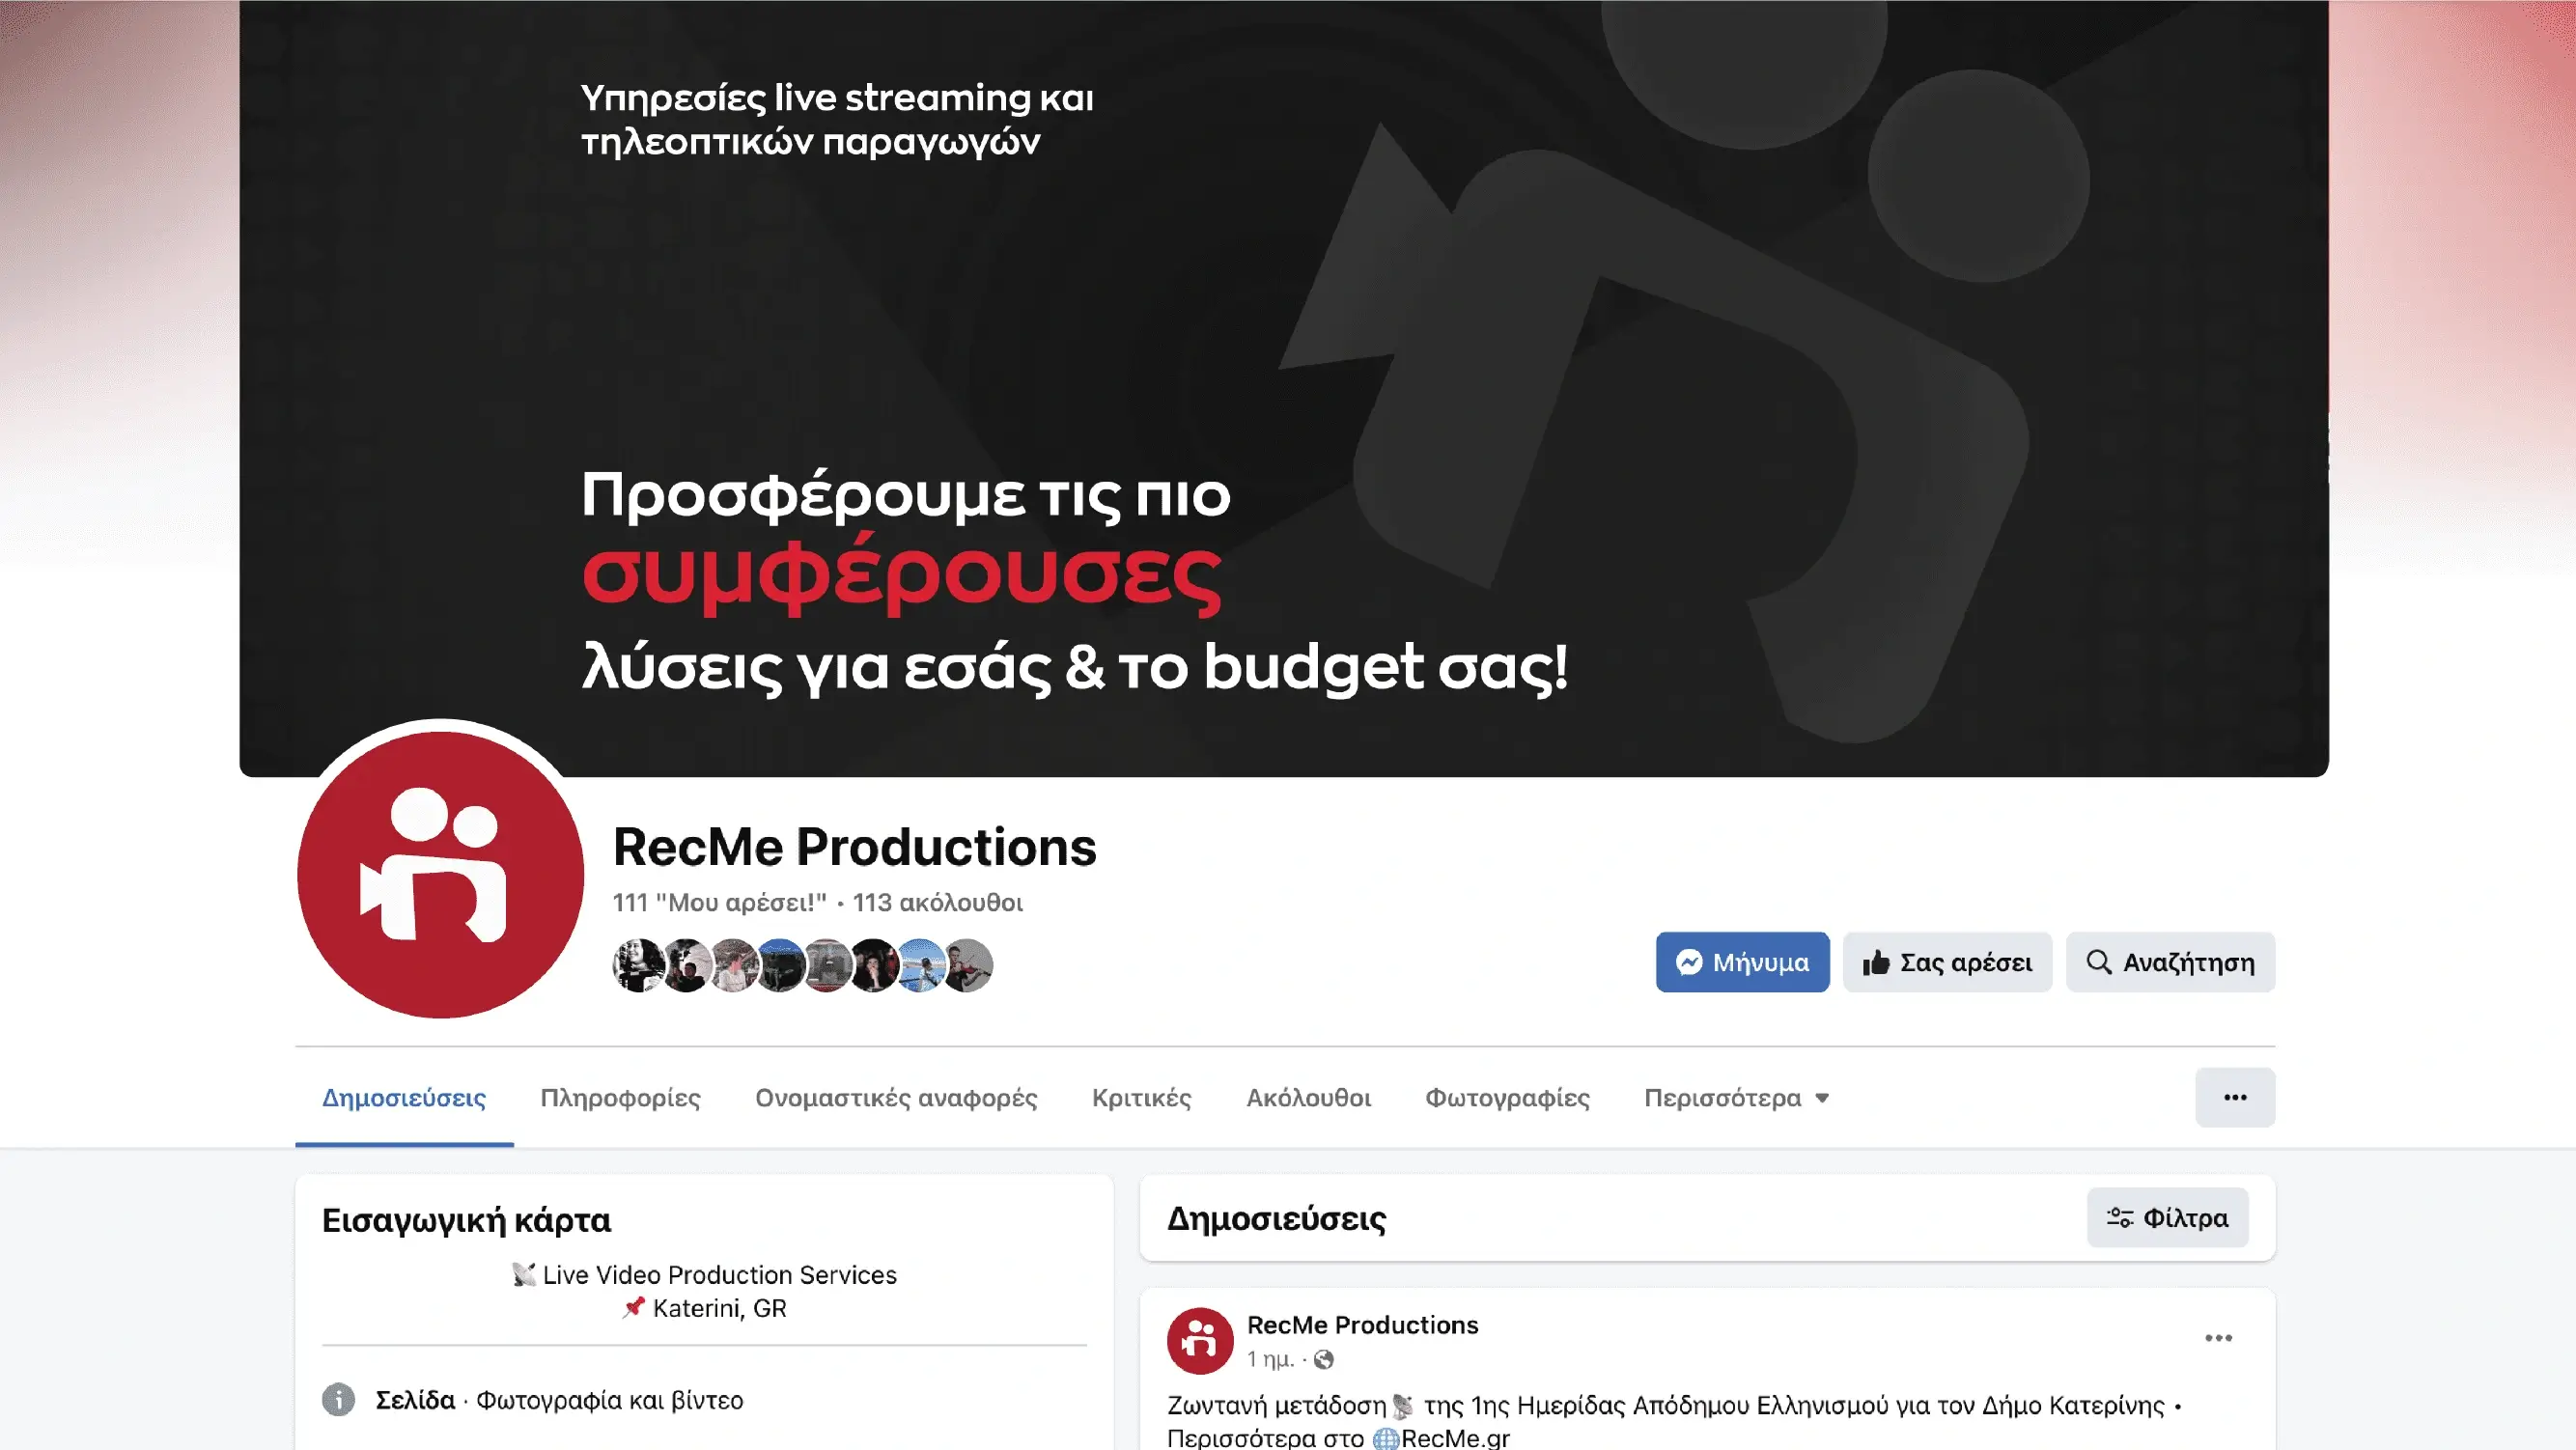 Υπηρεσίες live streaming και
τηλεοπτικών παραγωγών
Προσφέρουμε τις πιο
συμφέρουσες
λύσεις για εσάς & το budget σας!
RecMe Productions
111 "Μου αρέσει!" · 113 ακόλουθοι
Μήνυμα
Σας αρέσει
Αναζήτηση
Δημοσιεύσεις
Πληροφορίες
Ονομαστικές αναφορές
Κριτικές
Ακόλουθοι
Φωτογραφίες
Περισσότερα
Εισαγωγική κάρτα
Live Video Production Services
Katerini, GR
Σελίδα · Φωτογραφία και βίντεο
Δημοσιεύσεις
Φίλτρα
RecMe Productions
1 ημ. ·
Ζωντανή μετάδοση της 1ης Ημερίδας Απόδημου Ελληνισμού για τον Δήμο Κατερίνης •
Περισσότερα στο RecMe.gr